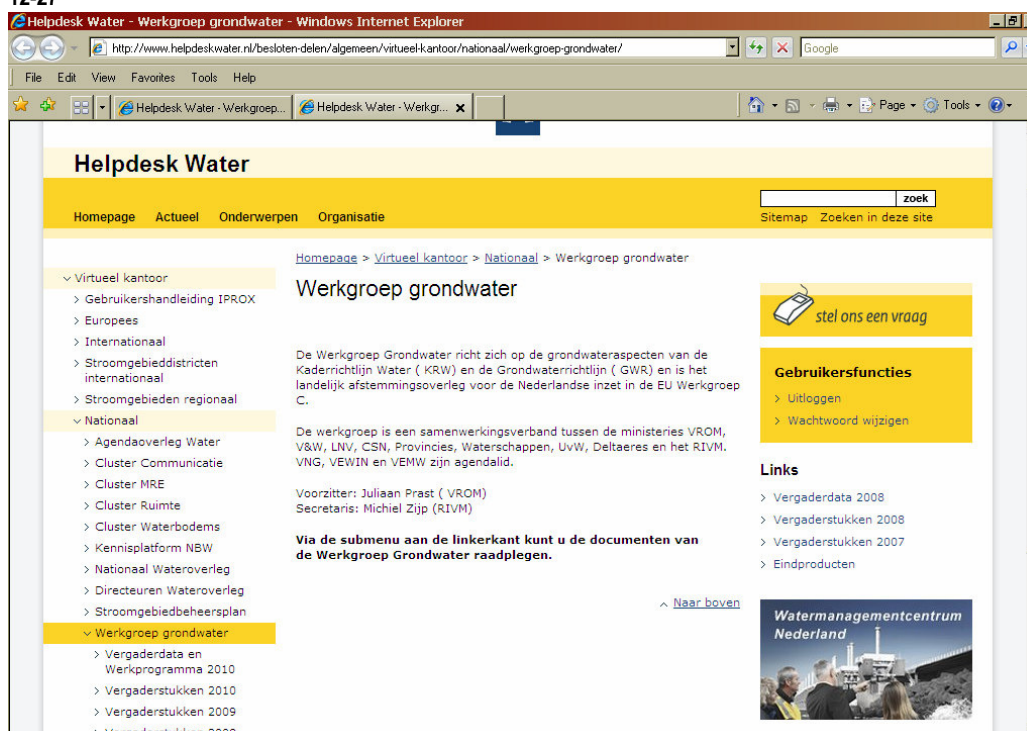 12-27
Helpdesk Water - Werkgroep grondwater - Windows Internet Explorer
http://www.helpdeskwater.nl/besloten-delen/algemeen/virtueel-kantoor/nationaal/werkgroep-grondwater/
Google
File Edit View Favorites Tools Help
Helpdesk Water - Werkgroep...
Helpdesk Water - Werkgr...
Page
Tools
Helpdesk Water
zoek
Homepage Actueel Onderwerpen Organisatie
Sitemap Zoeken in deze site
Homepage > Virtueel kantoor > Nationaal > Werkgroep grondwater
Virtueel kantoor
> Gebruikershandleiding IPROX
> Europees
> Internationaal
> Stroomgebieddistricten
internationaal
> Stroomgebieden regionaal
Nationaal
> Agendaoverleg Water
> Cluster Communicatie
> Cluster MRE
> Cluster Ruimte
> Cluster Waterbodems
> Kennisplatform NBW
> Nationaal Wateroverleg
> Directeuren Wateroverleg
> Stroomgebiedbeheersplan
Werkgroep grondwater
> Vergaderdata en
Werkprogramma 2010
> Vergaderstukken 2010
> Vergaderstukken 2009
Werkgroep grondwater
De Werkgroep Grondwater richt zich op de grondwateraspecten van de
Kaderrichtlijn Water ( KRW) en de Grondwaterrichtlijn ( GWR) en is het
landelijk afstemmingsoverleg voor de Nederlandse inzet in de EU Werkgroep
C.
De werkgroep is een samenwerkingsverband tussen de ministeries VROM,
V&W, LNV, CSN, Provincies, Waterschappen, UvW, Deltaeres en het RIVM.
VNG, VEWIN en VEMW zijn agendalid.
Voorzitter: Juliaan Prast ( VROM)
Secretaris: Michiel Zijp (RIVM)
Via de submenu aan de linkerkant kunt u de documenten van
de Werkgroep Grondwater raadplegen.
Naar boven
stel ons een vraag
Gebruikersfuncties
> Uitloggen
> Wachtwoord wijzigen
Links
> Vergaderdata 2008
> Vergaderstukken 2008
> Vergaderstukken 2007
> Eindproducten
Watermanagementcentrum
Nederland